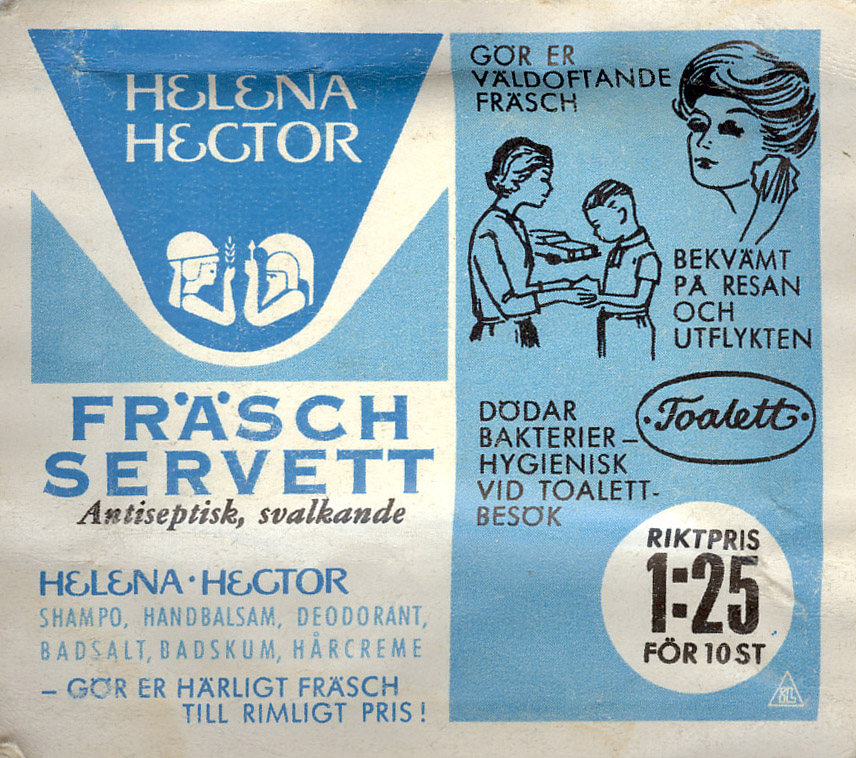 HELENA
HECTOR
FRÄSCH
SERVETT
Antiseptisk, svalkande
HELENA·HECTOR
SHAMPO, HANDBALSAM, DEODORANT,
BADSALT, BADSKUM, HÅRCREME
– GÖR ER HÄRLIGT FRÄSCH
TILL RIMLIGT PRIS!
GÖR ER
VÄLDOFTANDE
FRÄSCH
BEKVÄMT
PÅ RESAN
OCH
UTFLYKTEN
DÖDAR
BAKTERIER –
HYGIENISK
VID TOALETT-
BESÖK
·Toalett·
RIKTPRIS
1:25
FÖR 10 ST